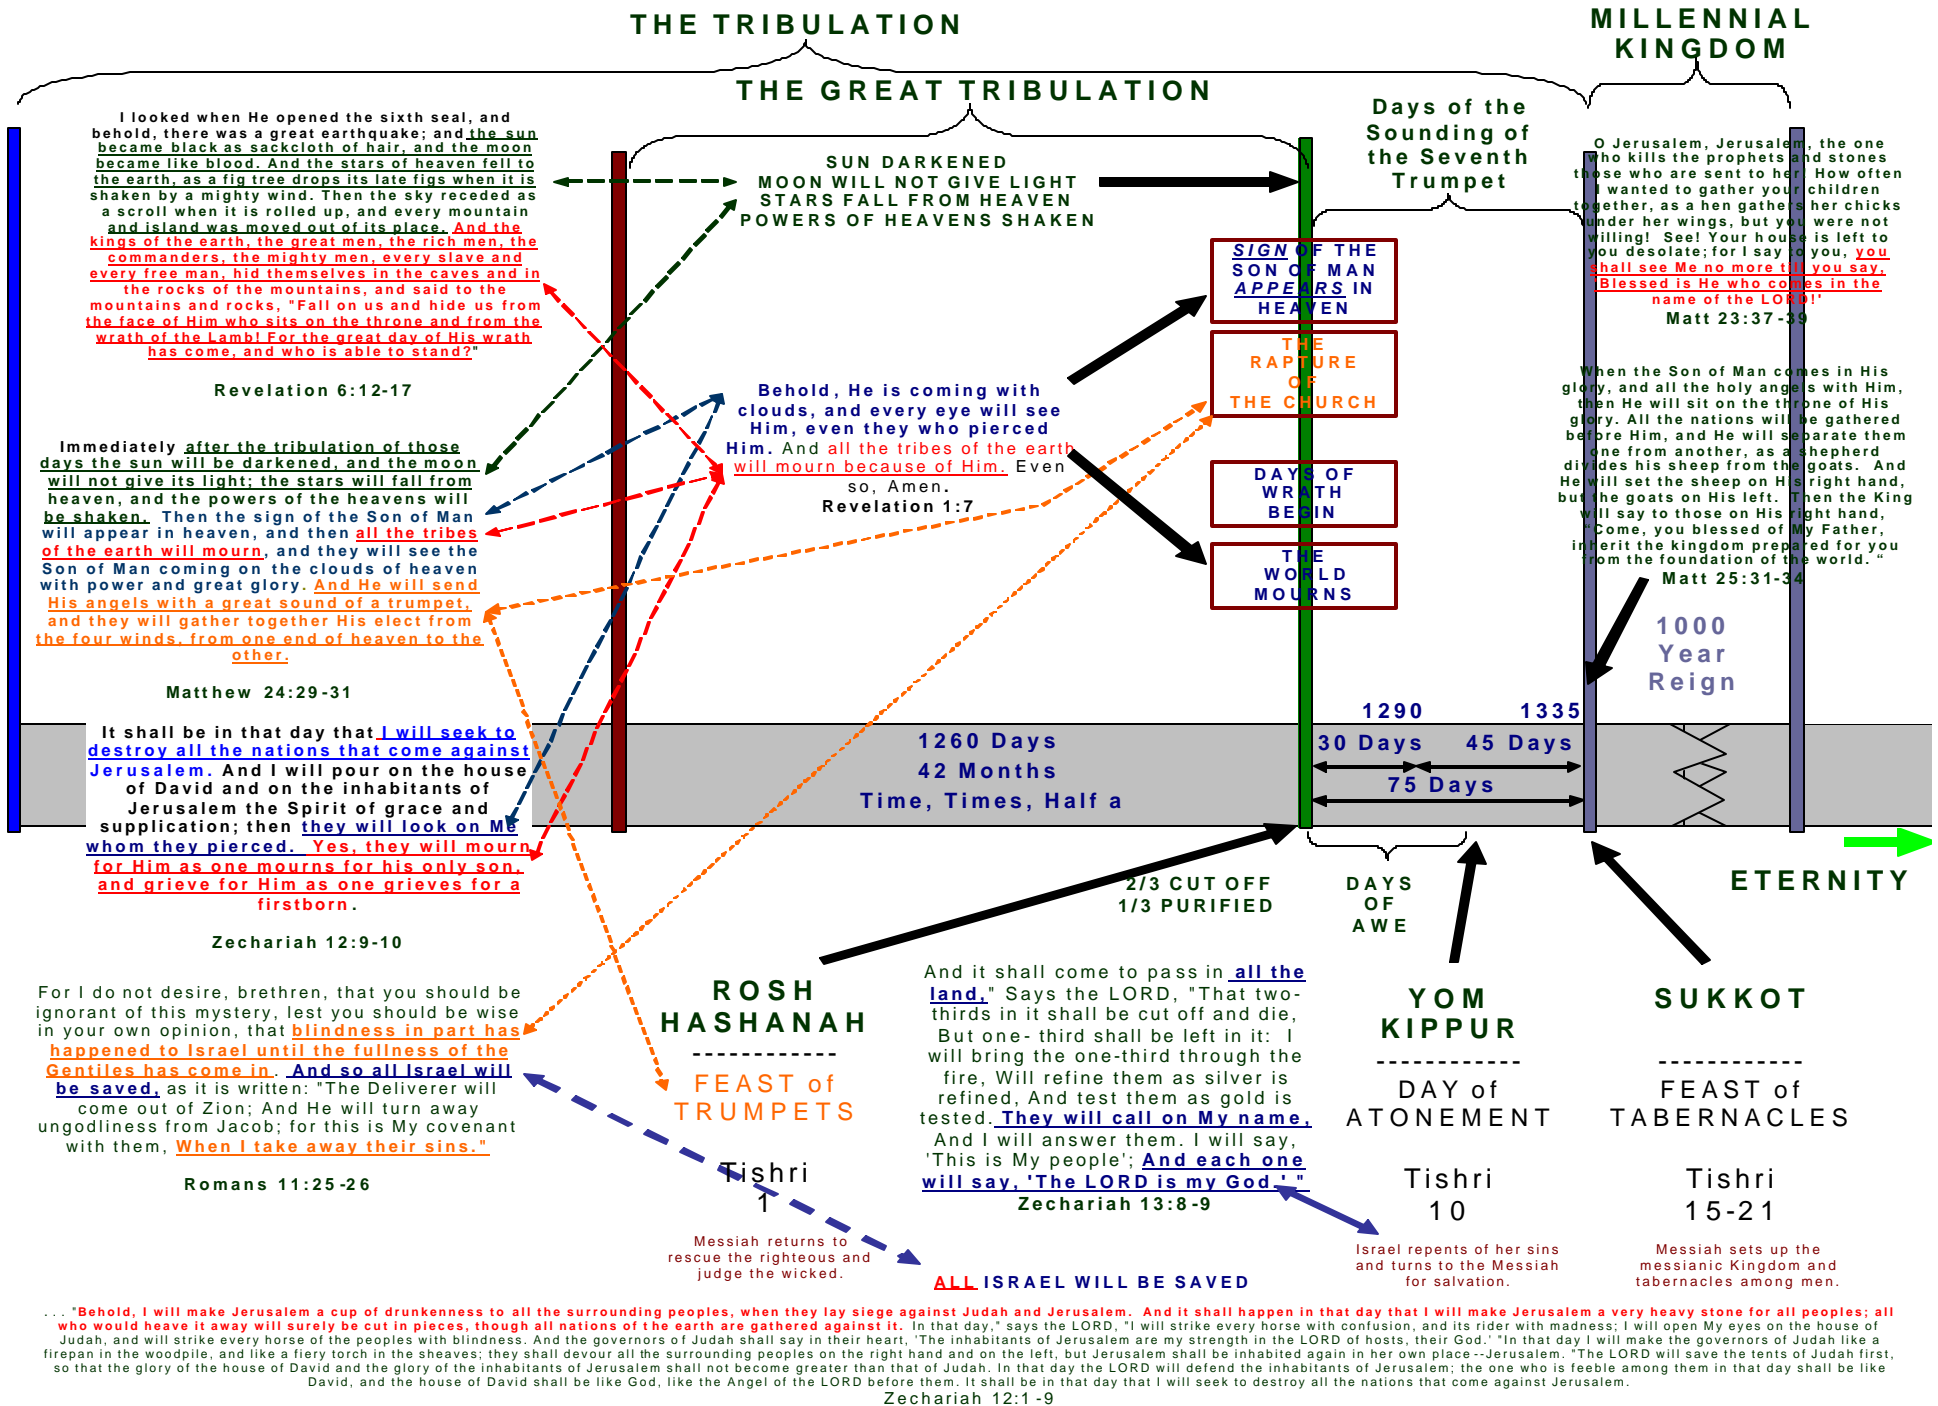 THE TRIBULATION
MILLENNIAL
KINGDOM
THE GREAT TRIBULATION
Days of the
Sounding of
the Seventh
Trumpet
I looked when He opened the sixth seal, and
behold, there was a great earthquake; and the sun
became black as sackcloth of hair, and the moon
became like blood. And the stars of heaven fell to
the earth, as a fig tree drops its late figs when it is
shaken by a mighty wind. Then the sky receded as
a scroll when it is rolled up, and every mountain
and island was moved out of its place. And the
kings of the earth, the great men, the rich men, the
commanders, the mighty men, every slave and
every free man, hid themselves in the caves and in
the rocks of the mountains, and said to the
mountains and rocks, "Fall on us and hide us from
the face of Him who sits on the throne and from the
wrath of the Lamb! For the great day of His wrath
has come, and who is able to stand?"
Revelation 6:12-17
SUN DARKENED
MOON WILL NOT GIVE LIGHT
STARS FALL FROM HEAVEN
POWERS OF HEAVENS SHAKEN
SIGN OF THE
SON OF MAN
APPEARS IN
HEAVEN
THE
RAPTURE
OF
THE CHURCH
DAYS OF
WRATH
BEGIN
THE
WORLD
MOURNS
O Jerusalem, Jerusalem, the one
who kills the prophets and stones
those who are sent to her! How often
I wanted to gather your children
together, as a hen gathers her chicks
under her wings, but you were not
willing! See! Your house is left to
you desolate; for I say to you, you
shall see Me no more till you say,
'Blessed is He who comes in the
name of the LORD!'
Matt 23:37-39
When the Son of Man comes in His
glory, and all the holy angels with Him,
then He will sit on the throne of His
glory. All the nations will be gathered
before Him, and He will separate them
one from another, as a shepherd
divides his sheep from the goats. And
He will set the sheep on His right hand,
but the goats on His left. Then the King
will say to those on His right hand,
“Come, you blessed of My Father,
inherit the kingdom prepared for you
from the foundation of the world. “
Matt 25:31-34
1000
Year
Reign
Behold, He is coming with
clouds, and every eye will see
Him, even they who pierced
Him. And all the tribes of the earth
will mourn because of Him. Even
so, Amen.
Revelation 1:7
Immediately after the tribulation of those
days the sun will be darkened, and the moon
will not give its light; the stars will fall from
heaven, and the powers of the heavens will
be shaken. Then the sign of the Son of Man
will appear in heaven, and then all the tribes
of the earth will mourn, and they will see the
Son of Man coming on the clouds of heaven
with power and great glory. And He will send
His angels with a great sound of a trumpet,
and they will gather together His elect from
the four winds, from one end of heaven to the
other.
Matthew 24:29-31
It shall be in that day that I will seek to
destroy all the nations that come against
Jerusalem. And I will pour on the house
of David and on the inhabitants of
Jerusalem the Spirit of grace and
supplication; then they will look on Me
whom they pierced. Yes, they will mourn
for Him as one mourns for his only son,
and grieve for Him as one grieves for a
firstborn.
Zechariah 12:9-10
1260 Days
42 Months
Time, Times, Half a
1290
1335
30 Days
45 Days
75 Days
2/3 CUT OFF
1/3 PURIFIED
DAYS
OF
AWE
ETERNITY
For I do not desire, brethren, that you should be
ignorant of this mystery, lest you should be wise
in your own opinion, that blindness in part has
happened to Israel until the fullness of the
Gentiles has come in. And so all Israel will
be saved, as it is written: "The Deliverer will
come out of Zion; And He will turn away
ungodliness from Jacob; for this is My covenant
with them, When I take away their sins."
Romans 11:25-26
ROSH
HASHANAH
------------
FEAST of
TRUMPETS
Tishri
1
Messiah returns to
rescue the righteous and
judge the wicked.
And it shall come to pass in all the
land," Says the LORD, "That two-
thirds in it shall be cut off and die,
But one- third shall be left in it: I
will bring the one-third through the
fire, Will refine them as silver is
refined, And test them as gold is
tested. They will call on My name,
And I will answer them. I will say,
'This is My people'; And each one
will say, 'The LORD is my God.' "
Zechariah 13:8-9
ALL ISRAEL WILL BE SAVED
YOM
KIPPUR
------------
DAY of
ATONEMENT
Tishri
10
Israel repents of her sins
and turns to the Messiah
for salvation.
SUKKOT
------------
FEAST of
TABERNACLES
Tishri
15-21
Messiah sets up the
messianic Kingdom and
tabernacles among men.
. . . "Behold, I will make Jerusalem a cup of drunkenness to all the surrounding peoples, when they lay siege against Judah and Jerusalem. And it shall happen in that day that I will make Jerusalem a very heavy stone for all peoples; all
who would heave it away will surely be cut in pieces, though all nations of the earth are gathered against it. In that day," says the LORD, "I will strike every horse with confusion, and its rider with madness; I will open My eyes on the house of
Judah, and will strike every horse of the peoples with blindness. And the governors of Judah shall say in their heart, 'The inhabitants of Jerusalem are my strength in the LORD of hosts, their God.' "In that day I will make the governors of Judah like a
firepan in the woodpile, and like a fiery torch in the sheaves; they shall devour all the surrounding peoples on the right hand and on the left, but Jerusalem shall be inhabited again in her own place --Jerusalem. "The LORD will save the tents of Judah first,
so that the glory of the house of David and the glory of the inhabitants of Jerusalem shall not become greater than that of Judah. In that day the LORD will defend the inhabitants of Jerusalem; the one who is feeble among them in that day shall be like
David, and the house of David shall be like God, like the Angel of the LORD before them. It shall be in that day that I will seek to destroy all the nations that come against Jerusalem.
Zechariah 12:1-9